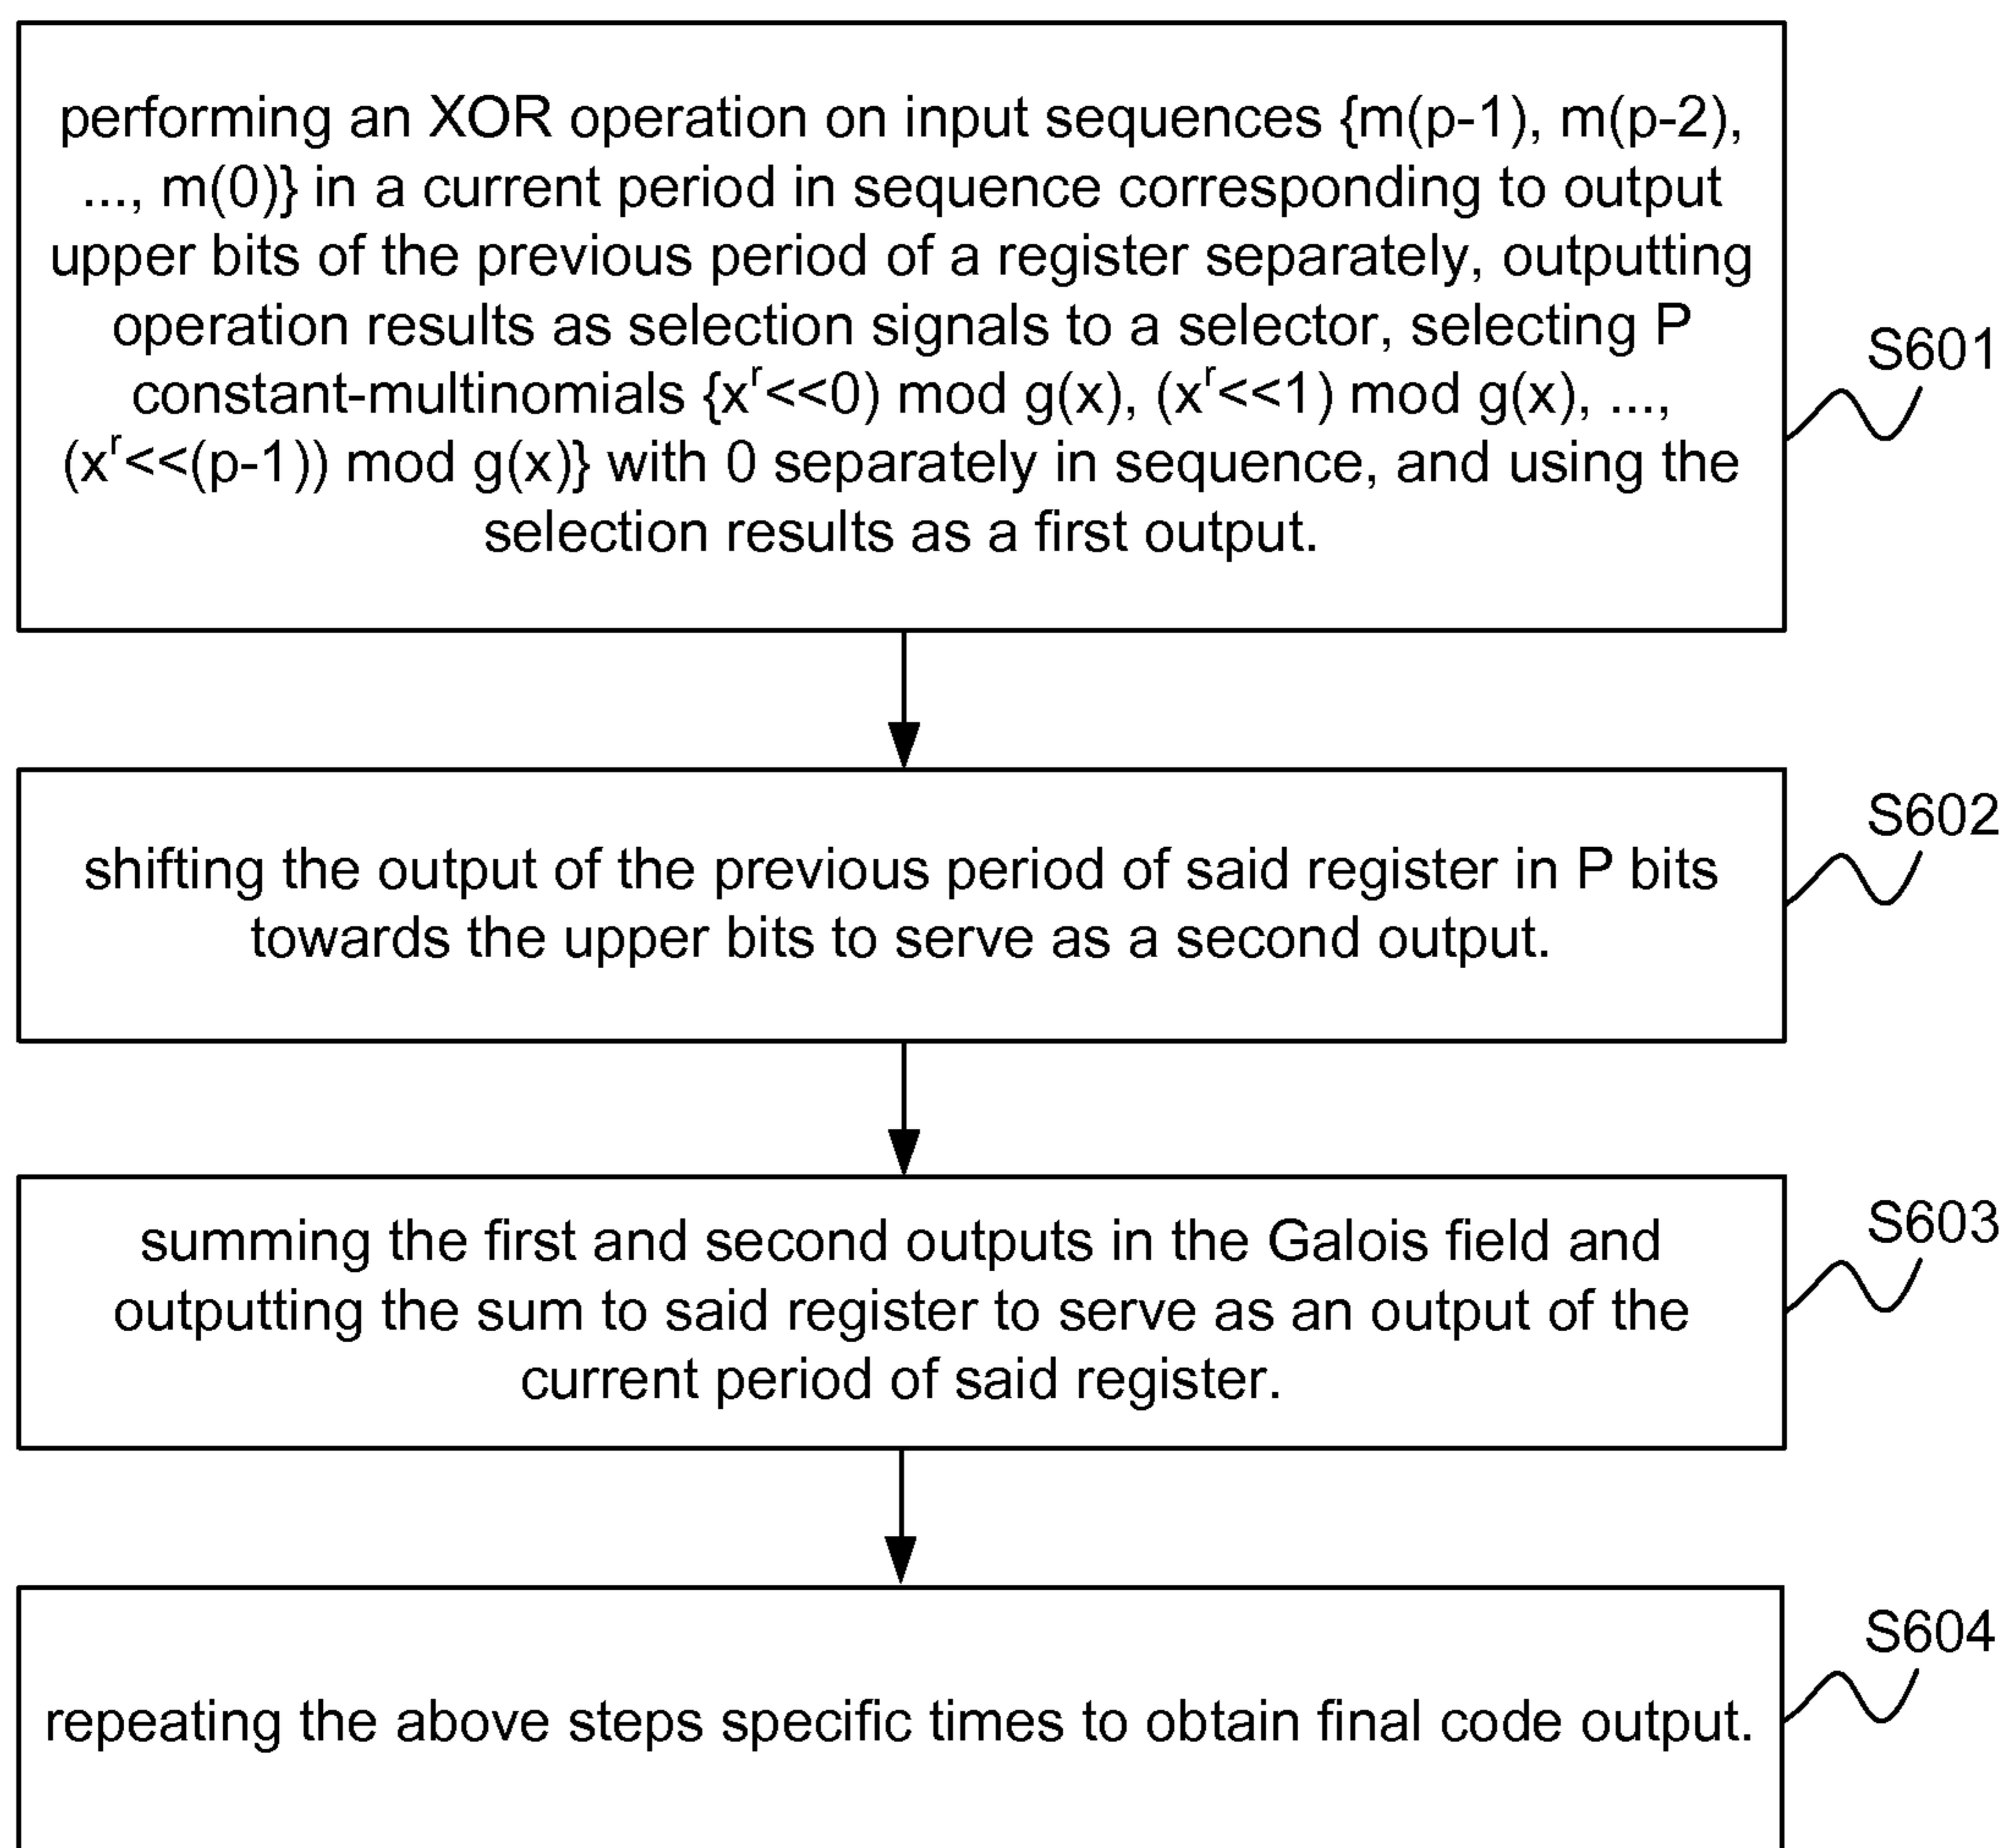 performing an XOR operation on input sequences {m(p-1), m(p-2),
..., m(0)} in a current period in sequence corresponding to output
upper bits of the previous period of a register separately, outputting
operation results as selection signals to a selector, selecting P
constant-multinomials {xʳ<<0) mod g(x), (xʳ<<1) mod g(x), ...,
(xʳ<<(p-1)) mod g(x)} with 0 separately in sequence, and using the
selection results as a first output.
S601
shifting the output of the previous period of said register in P bits
towards the upper bits to serve as a second output.
S602
summing the first and second outputs in the Galois field and
outputting the sum to said register to serve as an output of the
current period of said register.
S603
repeating the above steps specific times to obtain final code output.
S604